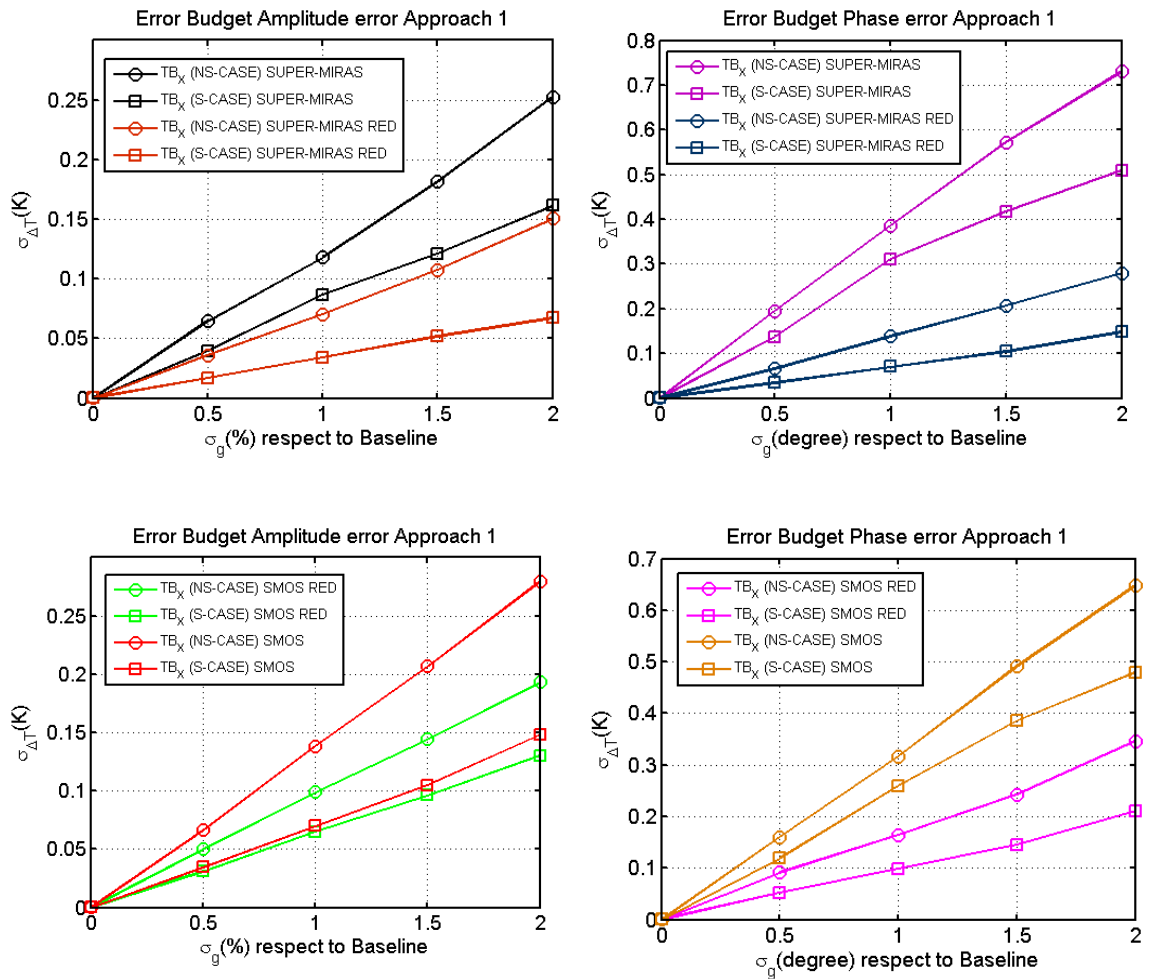 Error Budget Amplitude error Approach 1
0.25
0.2
0.15
0.1
0.05
0
σΔT(K)
TBX (NS-CASE) SUPER-MIRAS
TBX (S-CASE) SUPER-MIRAS
TBX (NS-CASE) SUPER-MIRAS RED
TBX (S-CASE) SUPER-MIRAS RED
0 0.5 1 1.5 2
σg(%) respect to Baseline
Error Budget Phase error Approach 1
0.8
0.7
0.6
0.5
0.4
0.3
0.2
0.1
0
σΔT(K)
TBX (NS-CASE) SUPER-MIRAS
TBX (S-CASE) SUPER-MIRAS
TBX (NS-CASE) SUPER-MIRAS RED
TBX (S-CASE) SUPER-MIRAS RED
0 0.5 1 1.5 2
σg(degree) respect to Baseline
Error Budget Amplitude error Approach 1
0.25
0.2
0.15
0.1
0.05
0
σΔT(K)
TBX (NS-CASE) SMOS RED
TBX (S-CASE) SMOS RED
TBX (NS-CASE) SMOS
TBX (S-CASE) SMOS
0 0.5 1 1.5 2
σg(%) respect to Baseline
Error Budget Phase error Approach 1
0.7
0.6
0.5
0.4
0.3
0.2
0.1
0
σΔT(K)
TBX (NS-CASE) SMOS RED
TBX (S-CASE) SMOS RED
TBX (NS-CASE) SMOS
TBX (S-CASE) SMOS
0 0.5 1 1.5 2
σg(degree) respect to Baseline